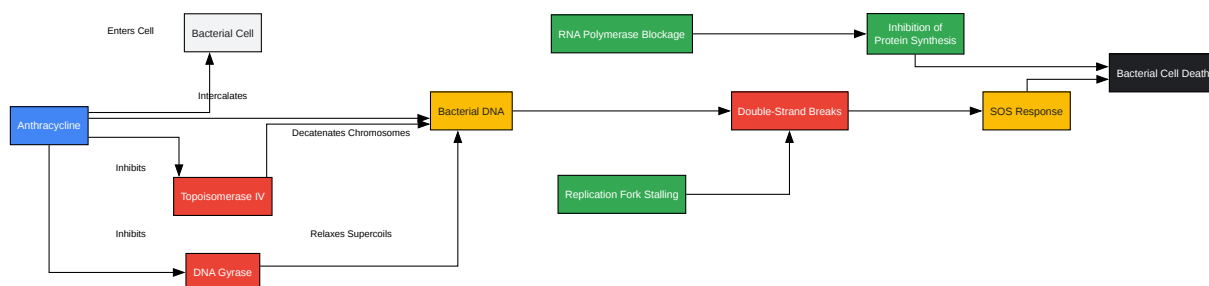 Enters Cell
Bacterial Cell
RNA Polymerase Blockage
Inhibition of
Protein Synthesis
Bacterial Cell Death
Intercalates
Anthracycline
Bacterial DNA
Double-Strand Breaks
SOS Response
Decatenates Chromosomes
Inhibits
Topoisomerase IV
Replication Fork Stalling
Inhibits
Relaxes Supercoils
DNA Gyrase